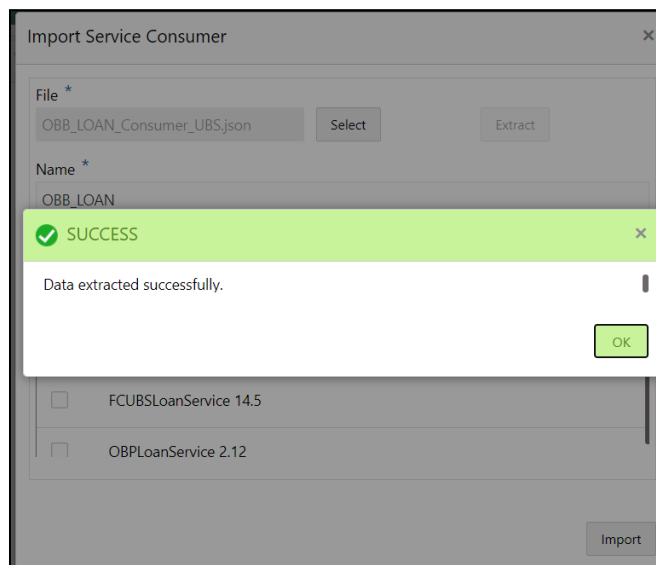 Import Service Consumer ×
File *
OBB_LOAN_Consumer_UBS.json Select Extract
Name *
OBB_LOAN
SUCCESS ×
Data extracted successfully.
OK
FCUBSLoanService 14.5
OBPLoanService 2.12
Import